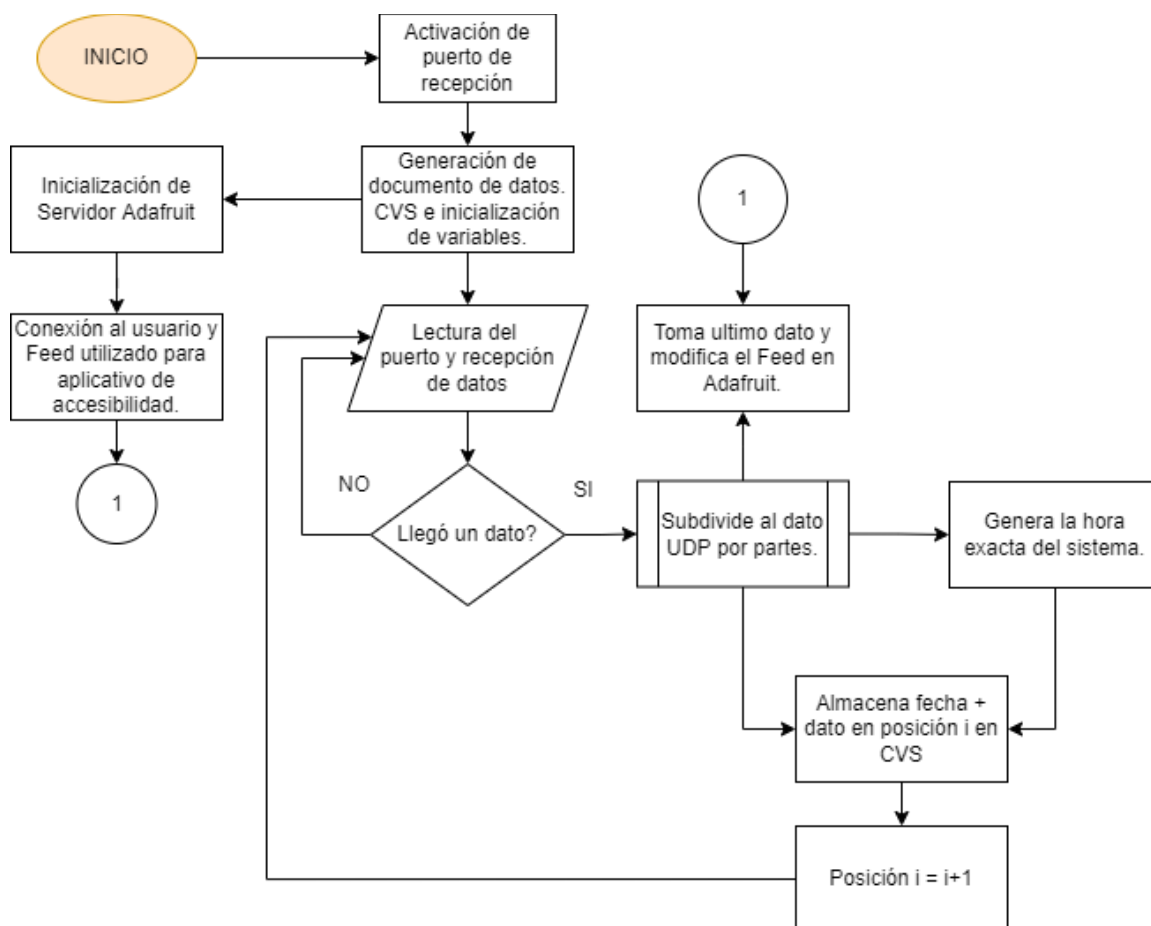 INICIO
Activación de
puerto de
recepción
Inicialización de
Servidor Adafruit
Generación de
documento de datos.
CVS e inicialización
de variables.
1
Conexión al usuario y
Feed utilizado para
aplicativo de
accesibilidad.
Lectura del
puerto y recepción
de datos
Toma ultimo dato y
modifica el Feed en
Adafruit.
1
NO
Llegó un dato?
SI
Subdivide al dato
UDP por partes.
Genera la hora
exacta del sistema.
Almacena fecha +
dato en posición i en
CVS
Posición i = i+1